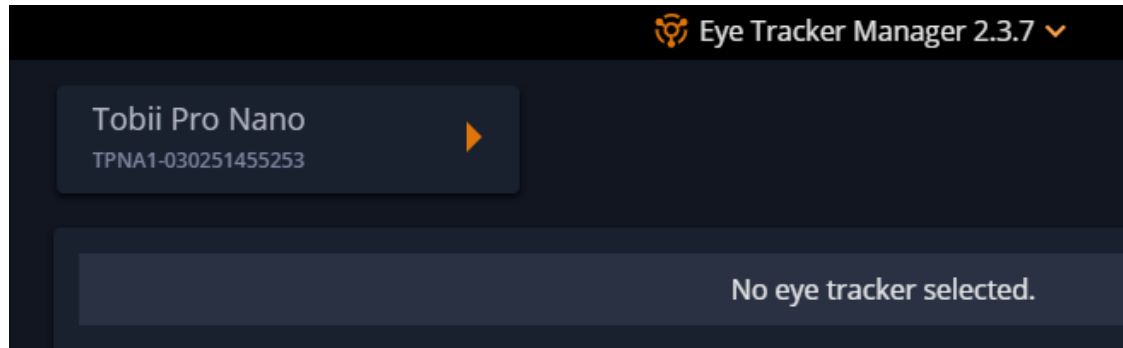 Eye Tracker Manager 2.3.7
Tobii Pro Nano
TPNA1-030251455253
No eye tracker selected.